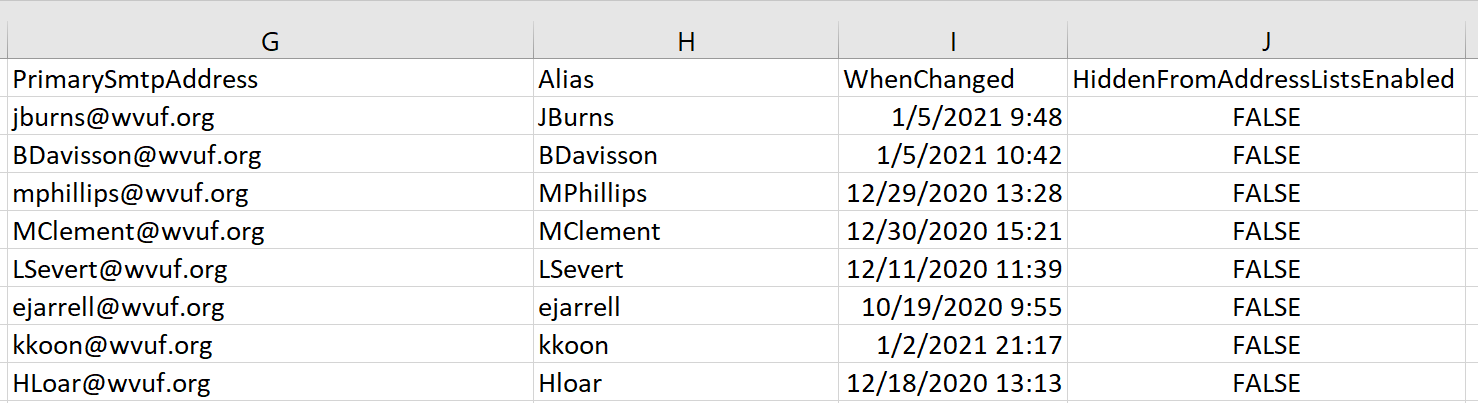 G H I J
PrimarySmtpAddress Alias WhenChanged HiddenFromAddressListsEnabled
jburns@wvuf.org JBurns 1/5/2021 9:48 FALSE
BDavisson@wvuf.org BDavisson 1/5/2021 10:42 FALSE
mphillips@wvuf.org MPhillips 12/29/2020 13:28 FALSE
MClement@wvuf.org MClement 12/30/2020 15:21 FALSE
LSevert@wvuf.org LSevert 12/11/2020 11:39 FALSE
ejarrell@wvuf.org ejarrell 10/19/2020 9:55 FALSE
kkoon@wvuf.org kkoon 1/2/2021 21:17 FALSE
HLoar@wvuf.org Hloar 12/18/2020 13:13 FALSE